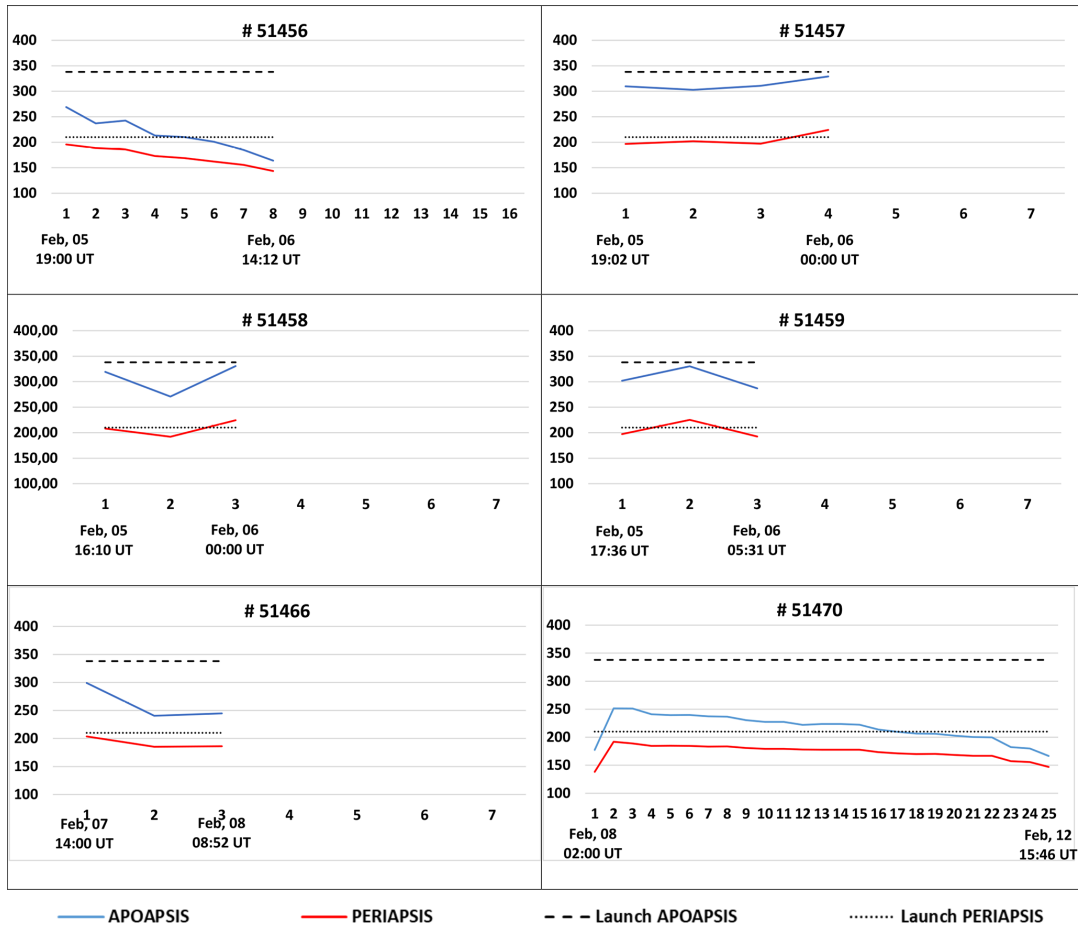 # 51456
400
350
300
250
200
150
100
1 2 3 4 5 6 7 8 9 10 11 12 13 14 15 16
Feb, 05 Feb, 06
19:00 UT 14:12 UT
# 51457
400
350
300
250
200
150
100
1 2 3 4 5 6 7
Feb, 05 Feb, 06
19:02 UT 00:00 UT
# 51458
400,00
350,00
300,00
250,00
200,00
150,00
100,00
1 2 3 4 5 6 7
Feb, 05 Feb, 06
16:10 UT 00:00 UT
# 51459
400
350
300
250
200
150
100
1 2 3 4 5 6 7
Feb, 05 Feb, 06
17:36 UT 05:31 UT
# 51466
400
350
300
250
200
150
100
1 2 3 4 5 6 7
Feb, 07 Feb, 08
14:00 UT 08:52 UT
# 51470
400
350
300
250
200
150
100
1 2 3 4 5 6 7 8 9 10 11 12 13 14 15 16 17 18 19 20 21 22 23 24 25
Feb, 08 Feb, 12
02:00 UT 15:46 UT
APOAPSIS PERIAPSIS Launch APOAPSIS Launch PERIAPSIS